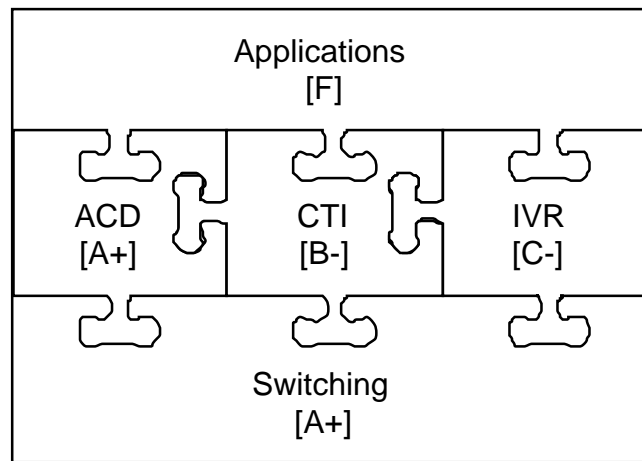 Applications
[F]
ACD
[A+]
CTI
[B-]
IVR
[C-]
Switching
[A+]